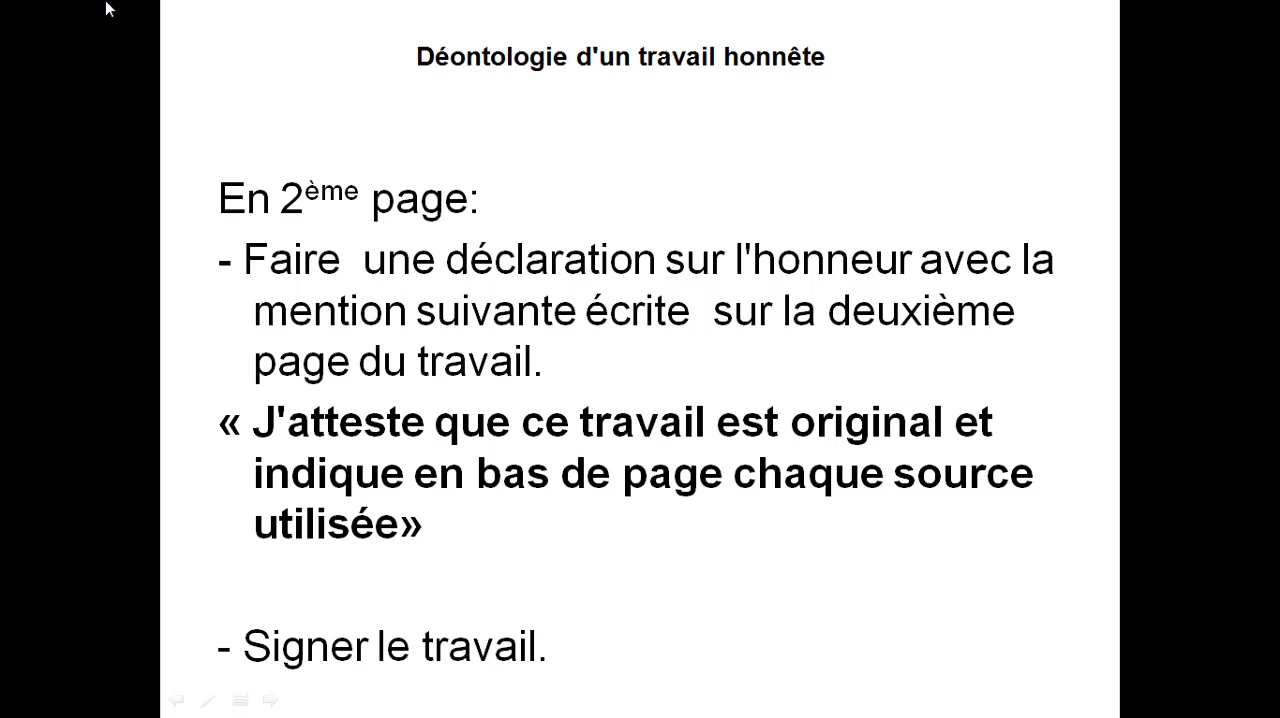 Déontologie d'un travail honnête
En 2ème page:
- Faire  une déclaration sur l'honneur avec la
mention suivante écrite  sur la deuxième
page du travail.
« J'atteste que ce travail est original et
indique en bas de page chaque source
utilisée»
- Signer le travail.